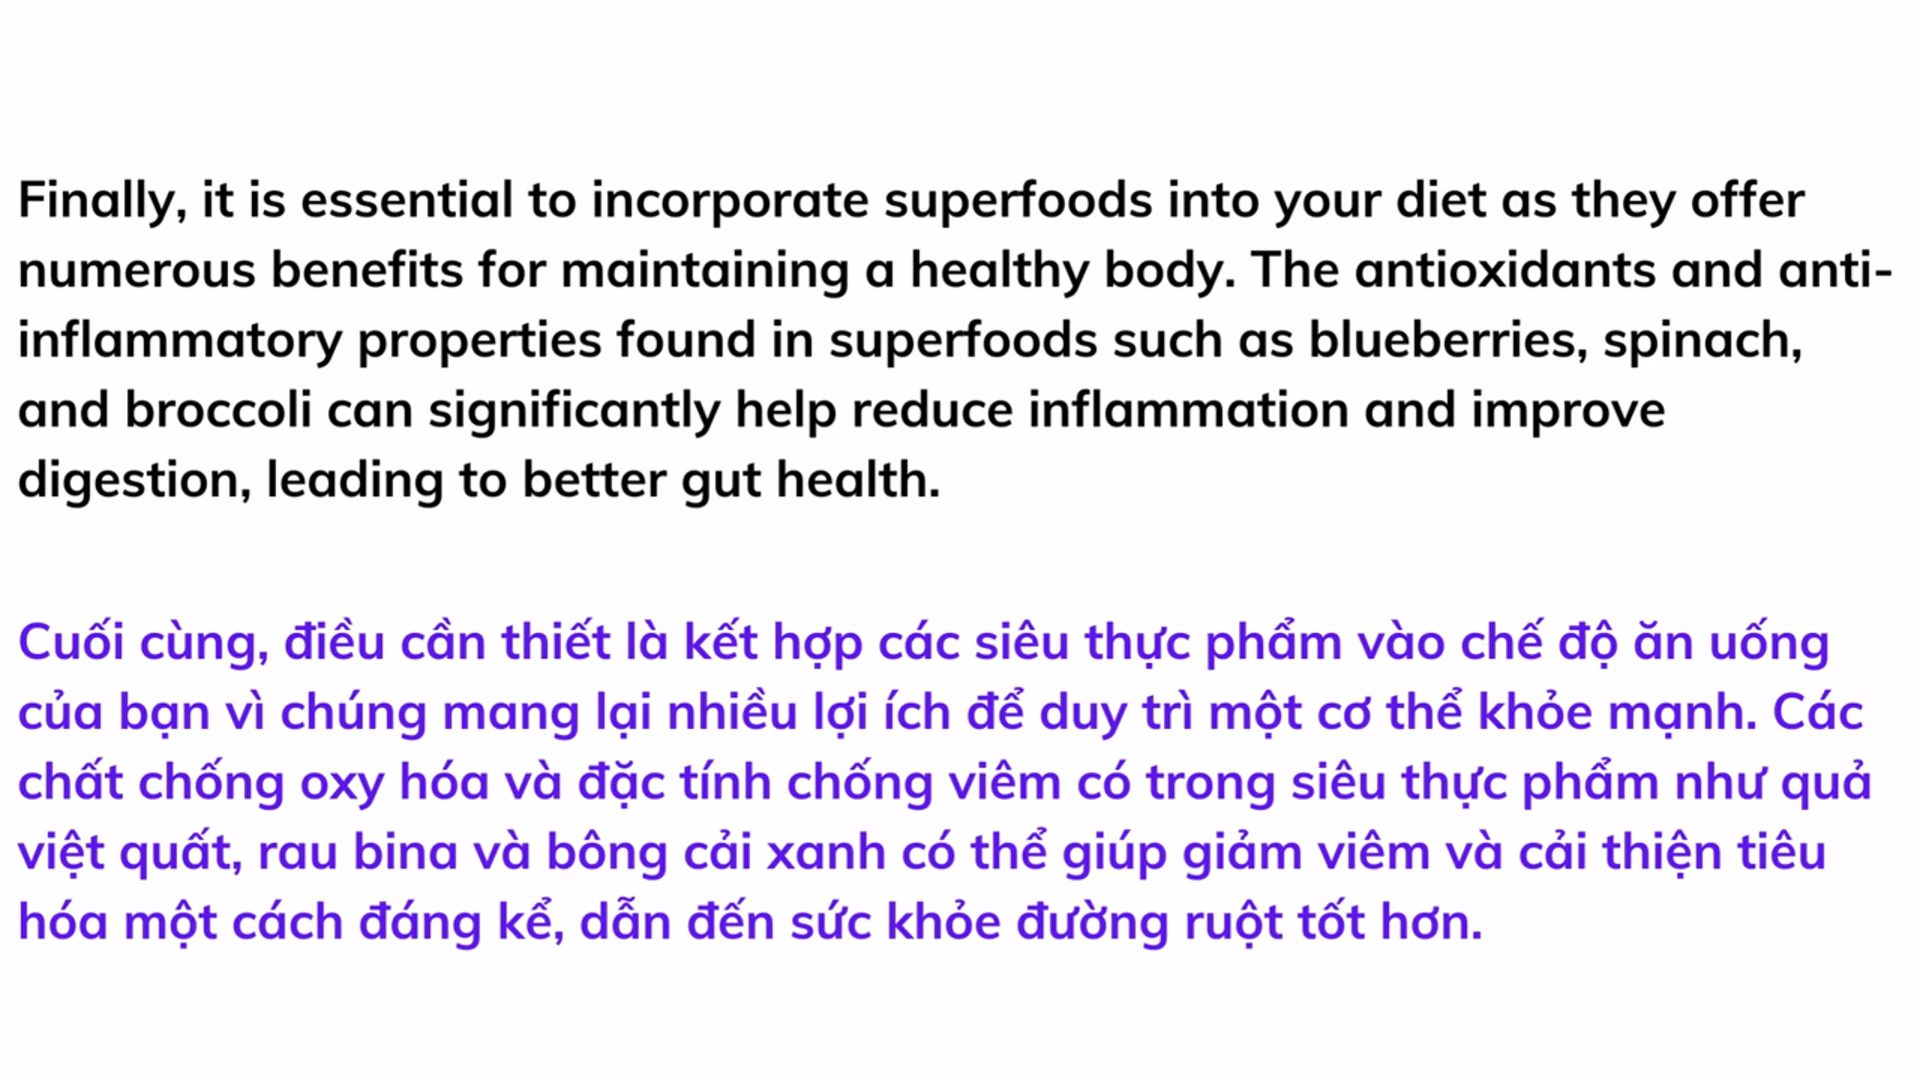 Finally, it is essential to incorporate superfoods into your diet as they offer
numerous benefits for maintaining a healthy body. The antioxidants and anti-
inflammatory properties found in superfoods such as blueberries, spinach,
and broccoli can significantly help reduce inflammation and improve
digestion, leading to better gut health.
Cuối cùng, điều cần thiết là kết hợp các siêu thực phẩm vào chế độ ăn uống
của bạn vì chúng mang lại nhiều lợi ích để duy trì một cơ thể khỏe mạnh. Các
chất chống oxy hóa và đặc tính chống viêm có trong siêu thực phẩm như quả
việt quất, rau bina và bông cải xanh có thể giúp giảm viêm và cải thiện tiêu
hóa một cách đáng kể, dẫn đến sức khỏe đường ruột tốt hơn.